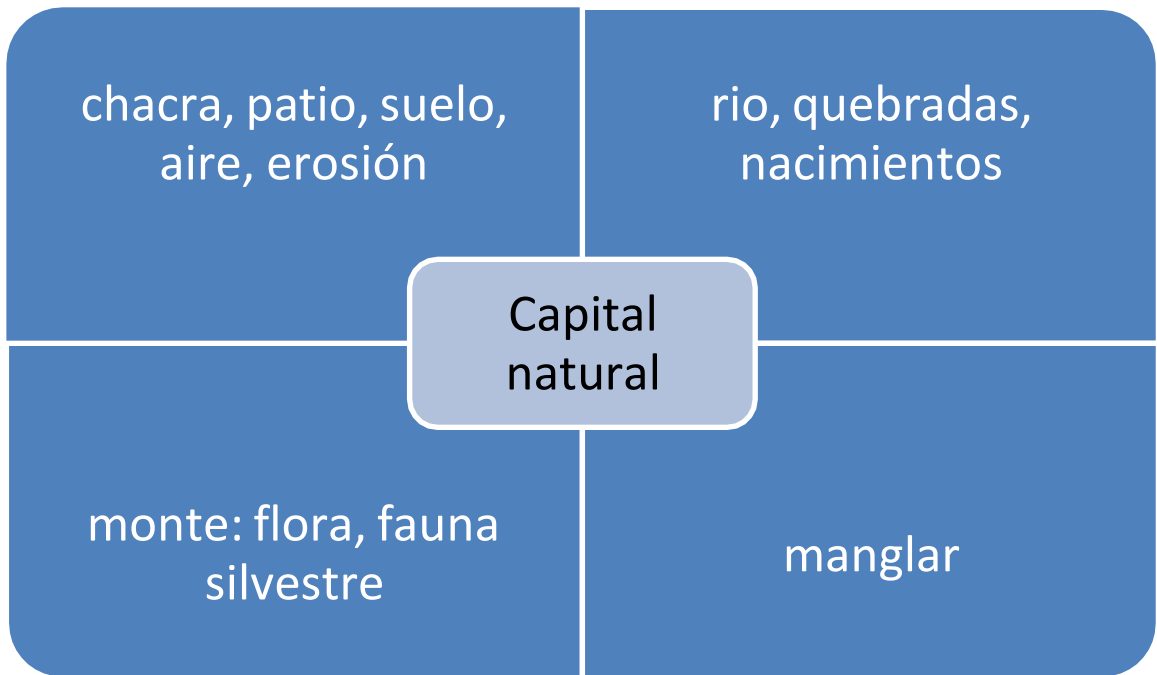 chacra, patio, suelo,
aire, erosión
rio, quebradas,
nacimientos
Capital
natural
monte: flora, fauna
silvestre
manglar